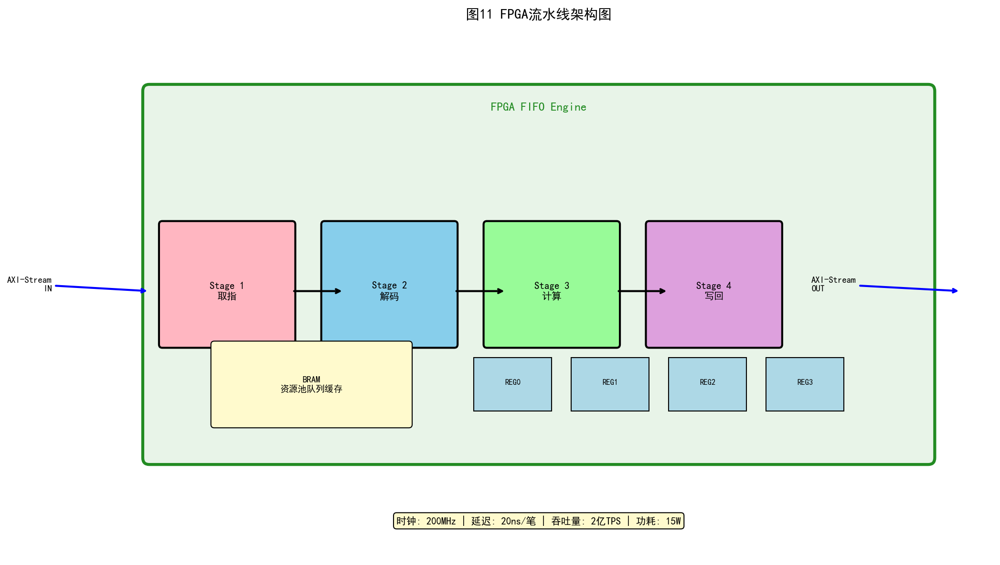 图11 FPGA流水线架构图
FPGA FIFO Engine
AXI-Stream
IN
Stage 1
取指
Stage 2
解码
Stage 3
计算
Stage 4
写回
AXI-Stream
OUT
BRAM
资源池队列缓存
REG0
REG1
REG2
REG3
时钟: 200MHz | 延迟: 20ns/笔 | 吞吐量: 2亿TPS | 功耗: 15W